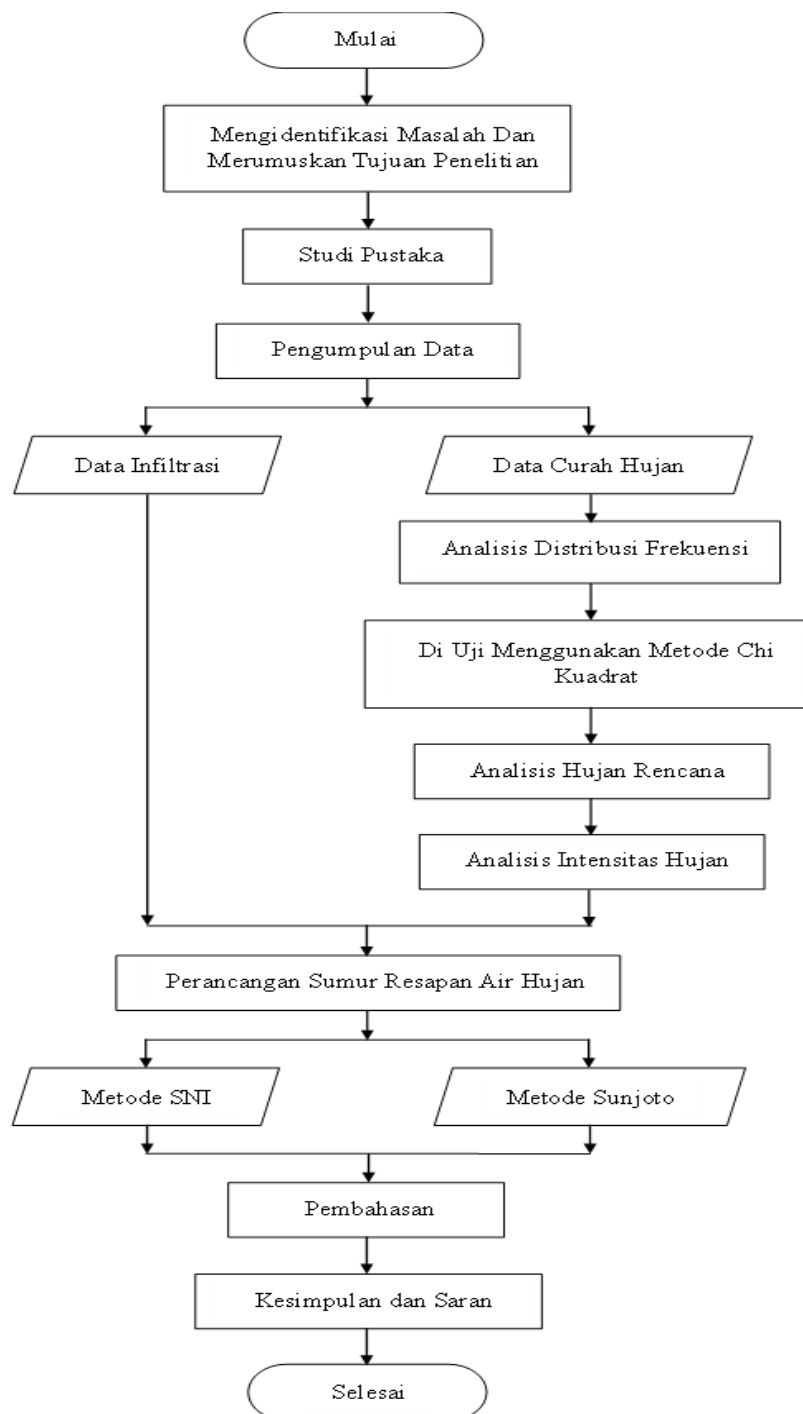 Mulai
Mengidentifikasi Masalah Dan
Merumuskan Tujuan Penelitian
Studi Pustaka
Pengumpulan Data
Data Infiltrasi
Data Curah Hujan
Analisis Distribusi Frekuensi
Di Uji Menggunakan Metode Chi
Kuadrat
Analisis Hujan Rencana
Analisis Intensitas Hujan
Perancangan Sumur Resapan Air Hujan
Metode SNI
Metode Sunjoto
Pembahasan
Kesimpulan dan Saran
Selesai